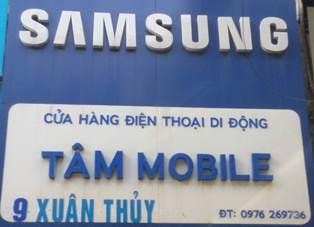 SAMSUNG
CỬA HÀNG ĐIỆN THOẠI DI ĐỘNG
TÂM MOBILE
9 XUÂN THỦY ĐT: 0976 269736